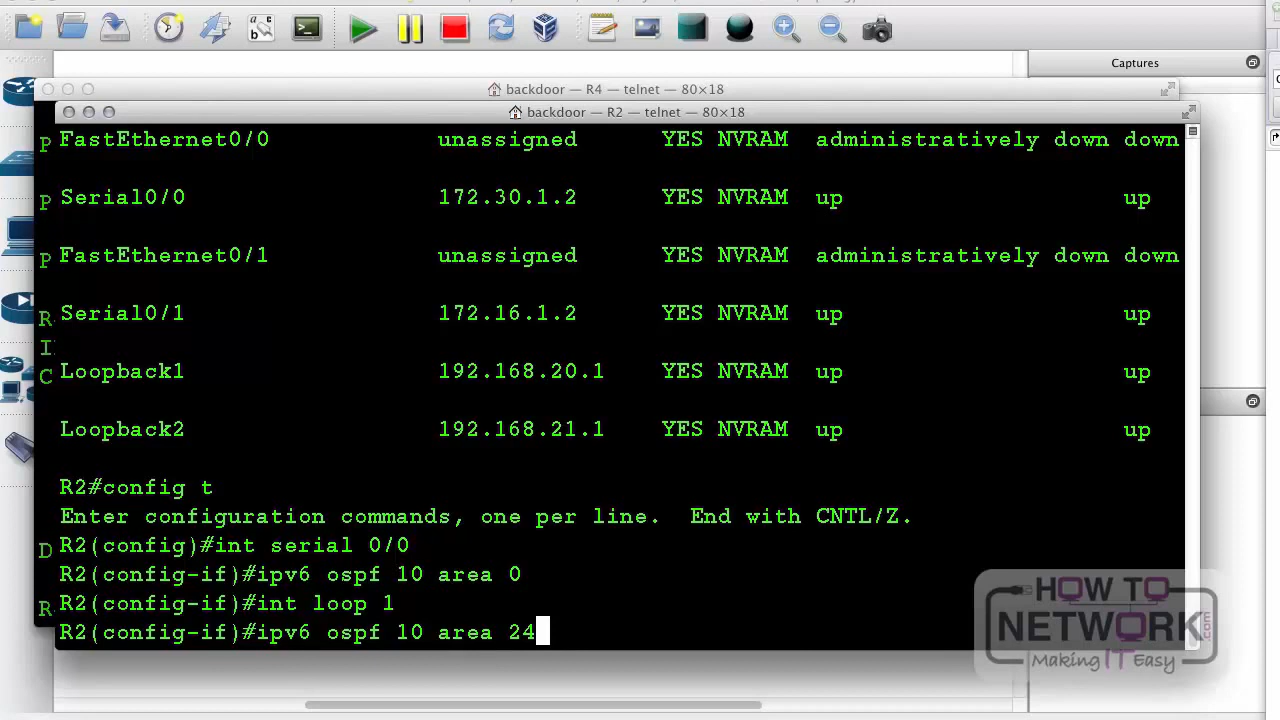 Captures
backdoor — R4 — telnet — 80×18
backdoor — R2 — telnet — 80×18
FastEthernet0/0 unassigned YES NVRAM administratively down down
Serial0/0 172.30.1.2 YES NVRAM up up
FastEthernet0/1 unassigned YES NVRAM administratively down down
Serial0/1 172.16.1.2 YES NVRAM up up
Loopback1 192.168.20.1 YES NVRAM up up
Loopback2 192.168.21.1 YES NVRAM up up
R2#config t
Enter configuration commands, one per line. End with CNTL/Z.
R2(config)#int serial 0/0
R2(config-if)#ipv6 ospf 10 area 0
R2(config-if)#int loop 1
R2(config-if)#ipv6 ospf 10 area 24
HOW TO
NETWORK.COM
Making IT Easy